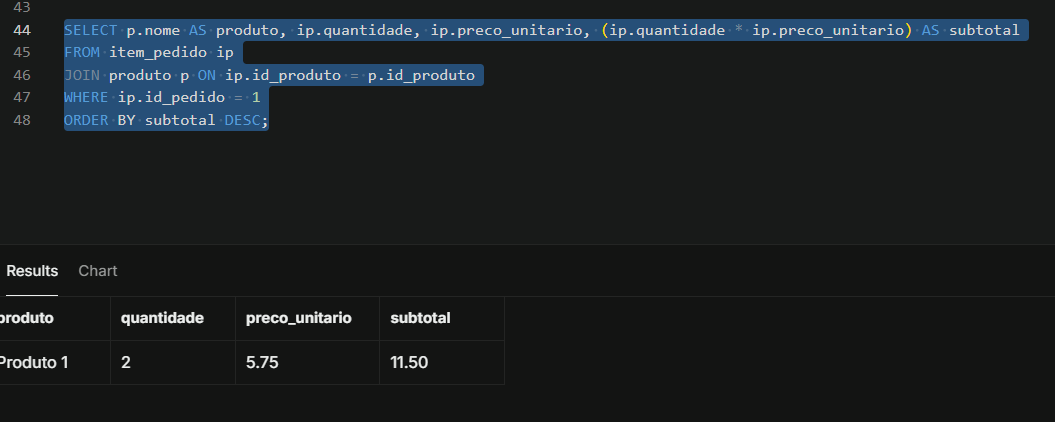 43
44 SELECT p.nome AS produto, ip.quantidade, ip.preco_unitario, (ip.quantidade * ip.preco_unitario) AS subtotal
45 FROM item_pedido ip
46 JOIN produto p ON ip.id_produto = p.id_produto
47 WHERE ip.id_pedido = 1
48 ORDER BY subtotal DESC;
Results Chart
produto quantidade preco_unitario subtotal
Produto 1 2 5.75 11.50